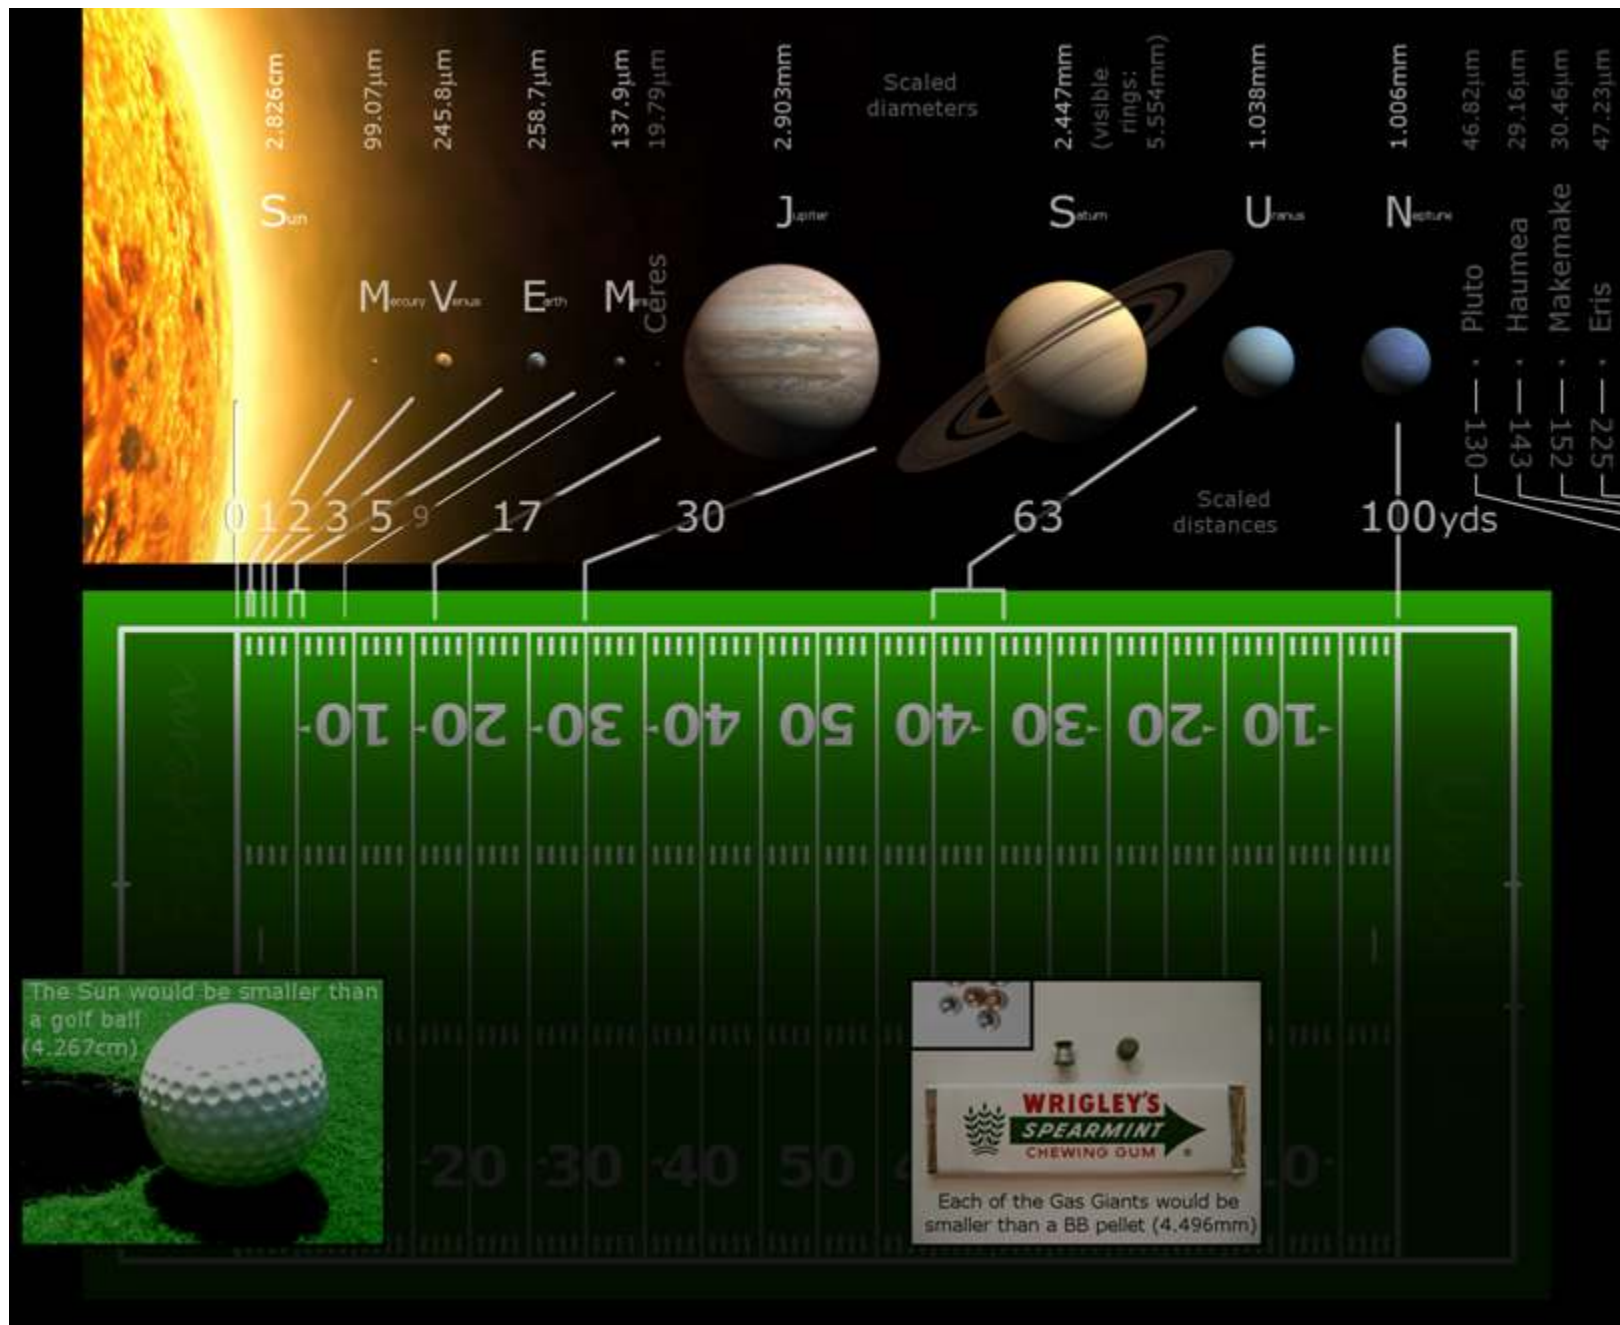 2.826cm
99.07μm
245.8μm
258.7μm
137.9μm
19.79μm
2.903mm
Scaled
diameters
2.447mm
(visible
rings:
5.554mm)
1.038mm
1.006mm
46.82μm
29.16μm
30.46μm
47.23μm
Sun
Jupiter
Saturn
Uranus
Neptune
Mercury
Venus
Earth
Mars
Ceres
Pluto
Haumea
Makemake
Eris
130
143
152
225
0 1 2 3 5 9 17 30 63
Scaled
distances
100yds
10 20 30 40 50 40 30 20 10
The Sun would be smaller than
a golf ball
(4.267cm)
WRIGLEY'S
SPEARMINT
CHEWING GUM
®
Each of the Gas Giants would be
smaller than a BB pellet (4.496mm)
20 30 40 50